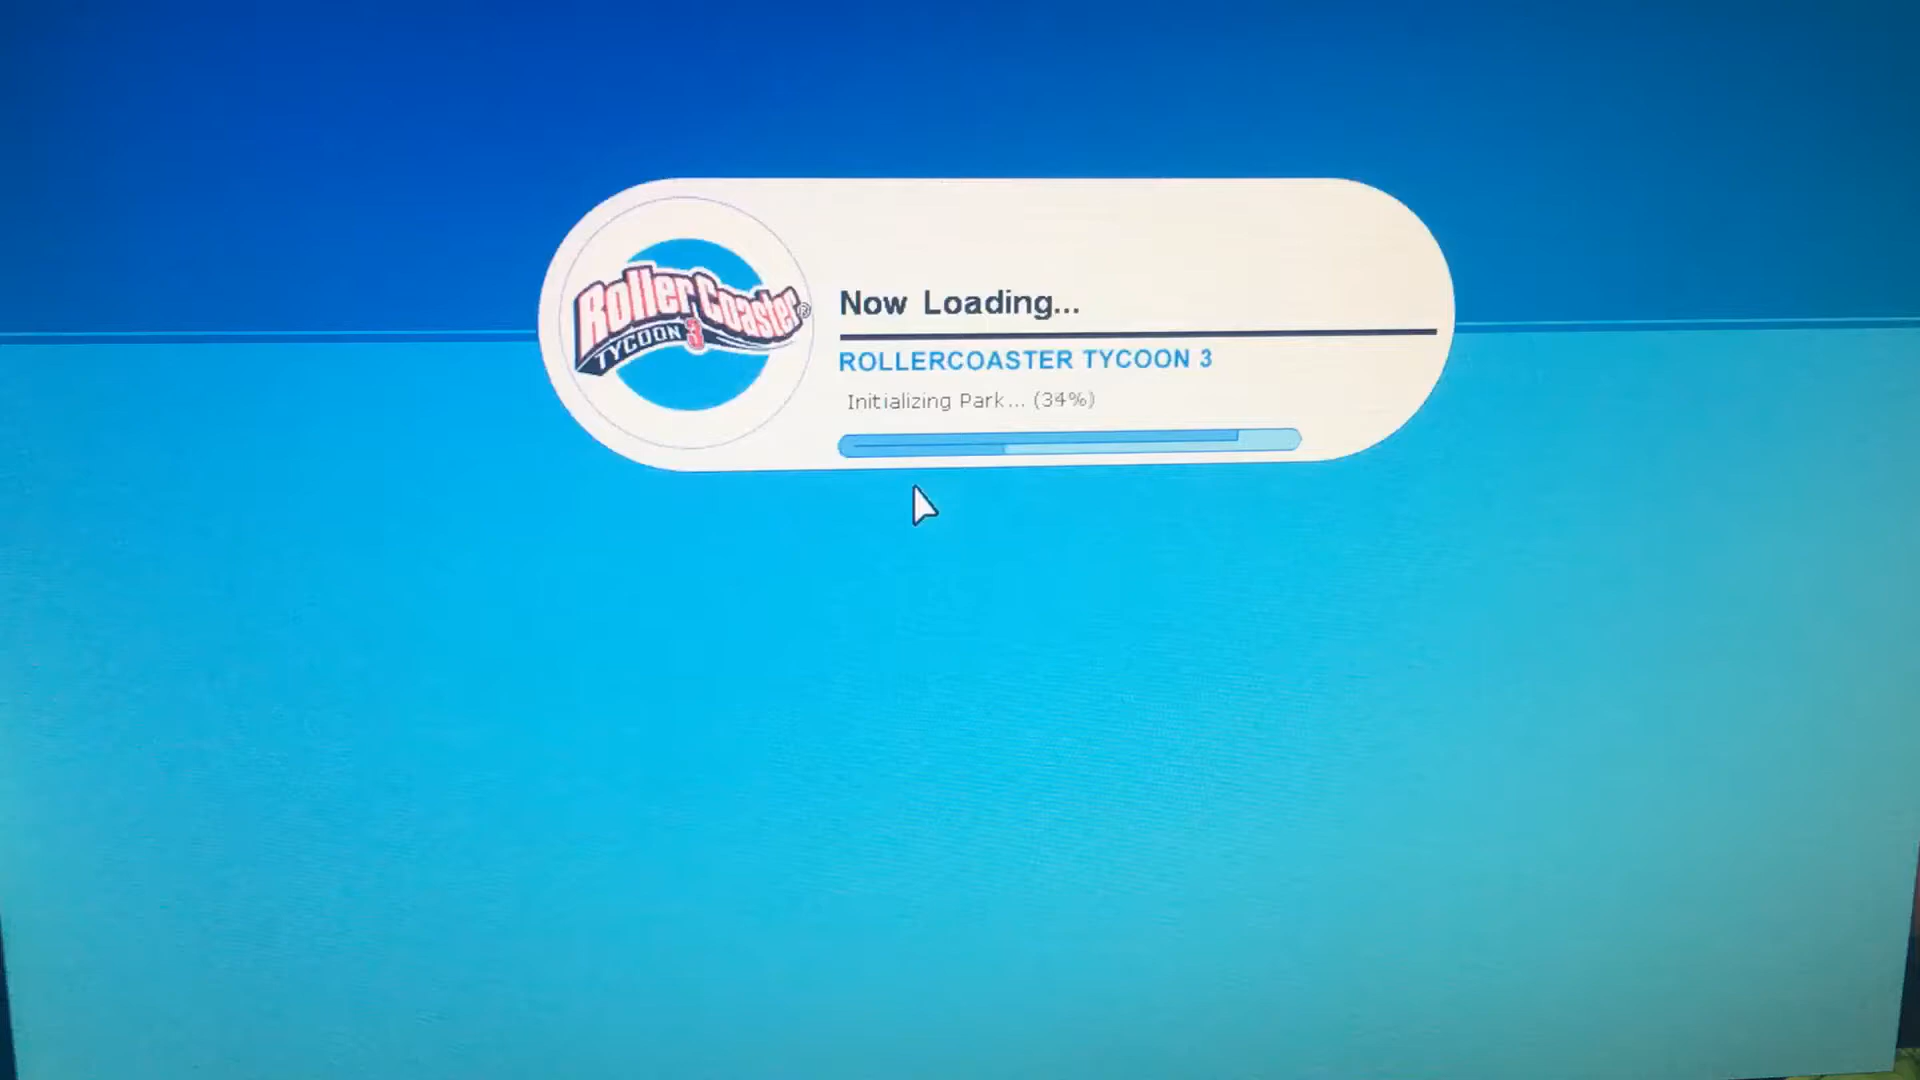 RollerCoaster®
TYCOON 3
Now Loading...
ROLLERCOASTER TYCOON 3
Initializing Park... (34%)